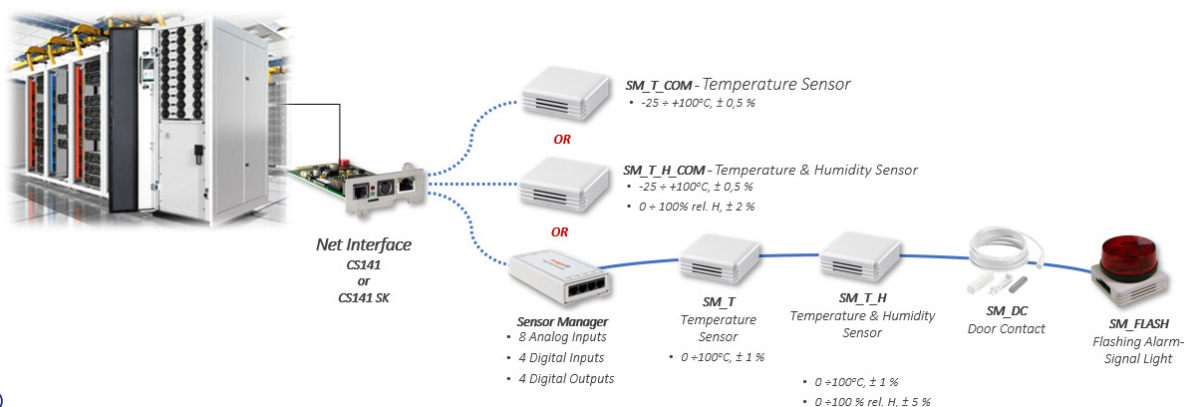 SM_T_COM - Temperature Sensor
• -25 ÷ +100°C, ± 0,5 %
OR
SM_T_H_COM - Temperature & Humidity Sensor
• -25 ÷ +100°C, ± 0,5 %
• 0 ÷ 100% rel. H, ± 2 %
OR
Net Interface
CS141
or
CS141 SK
Sensor Manager
• 8 Analog Inputs
• 4 Digital Inputs
• 4 Digital Outputs
SM_T
Temperature
Sensor
• 0 ÷100°C, ± 1 %
SM_T_H
Temperature & Humidity
Sensor
• 0 ÷100°C, ± 1 %
• 0 ÷100 % rel. H, ± 5 %
SM_DC
Door Contact
SM_FLASH
Flashing Alarm-
Signal Light